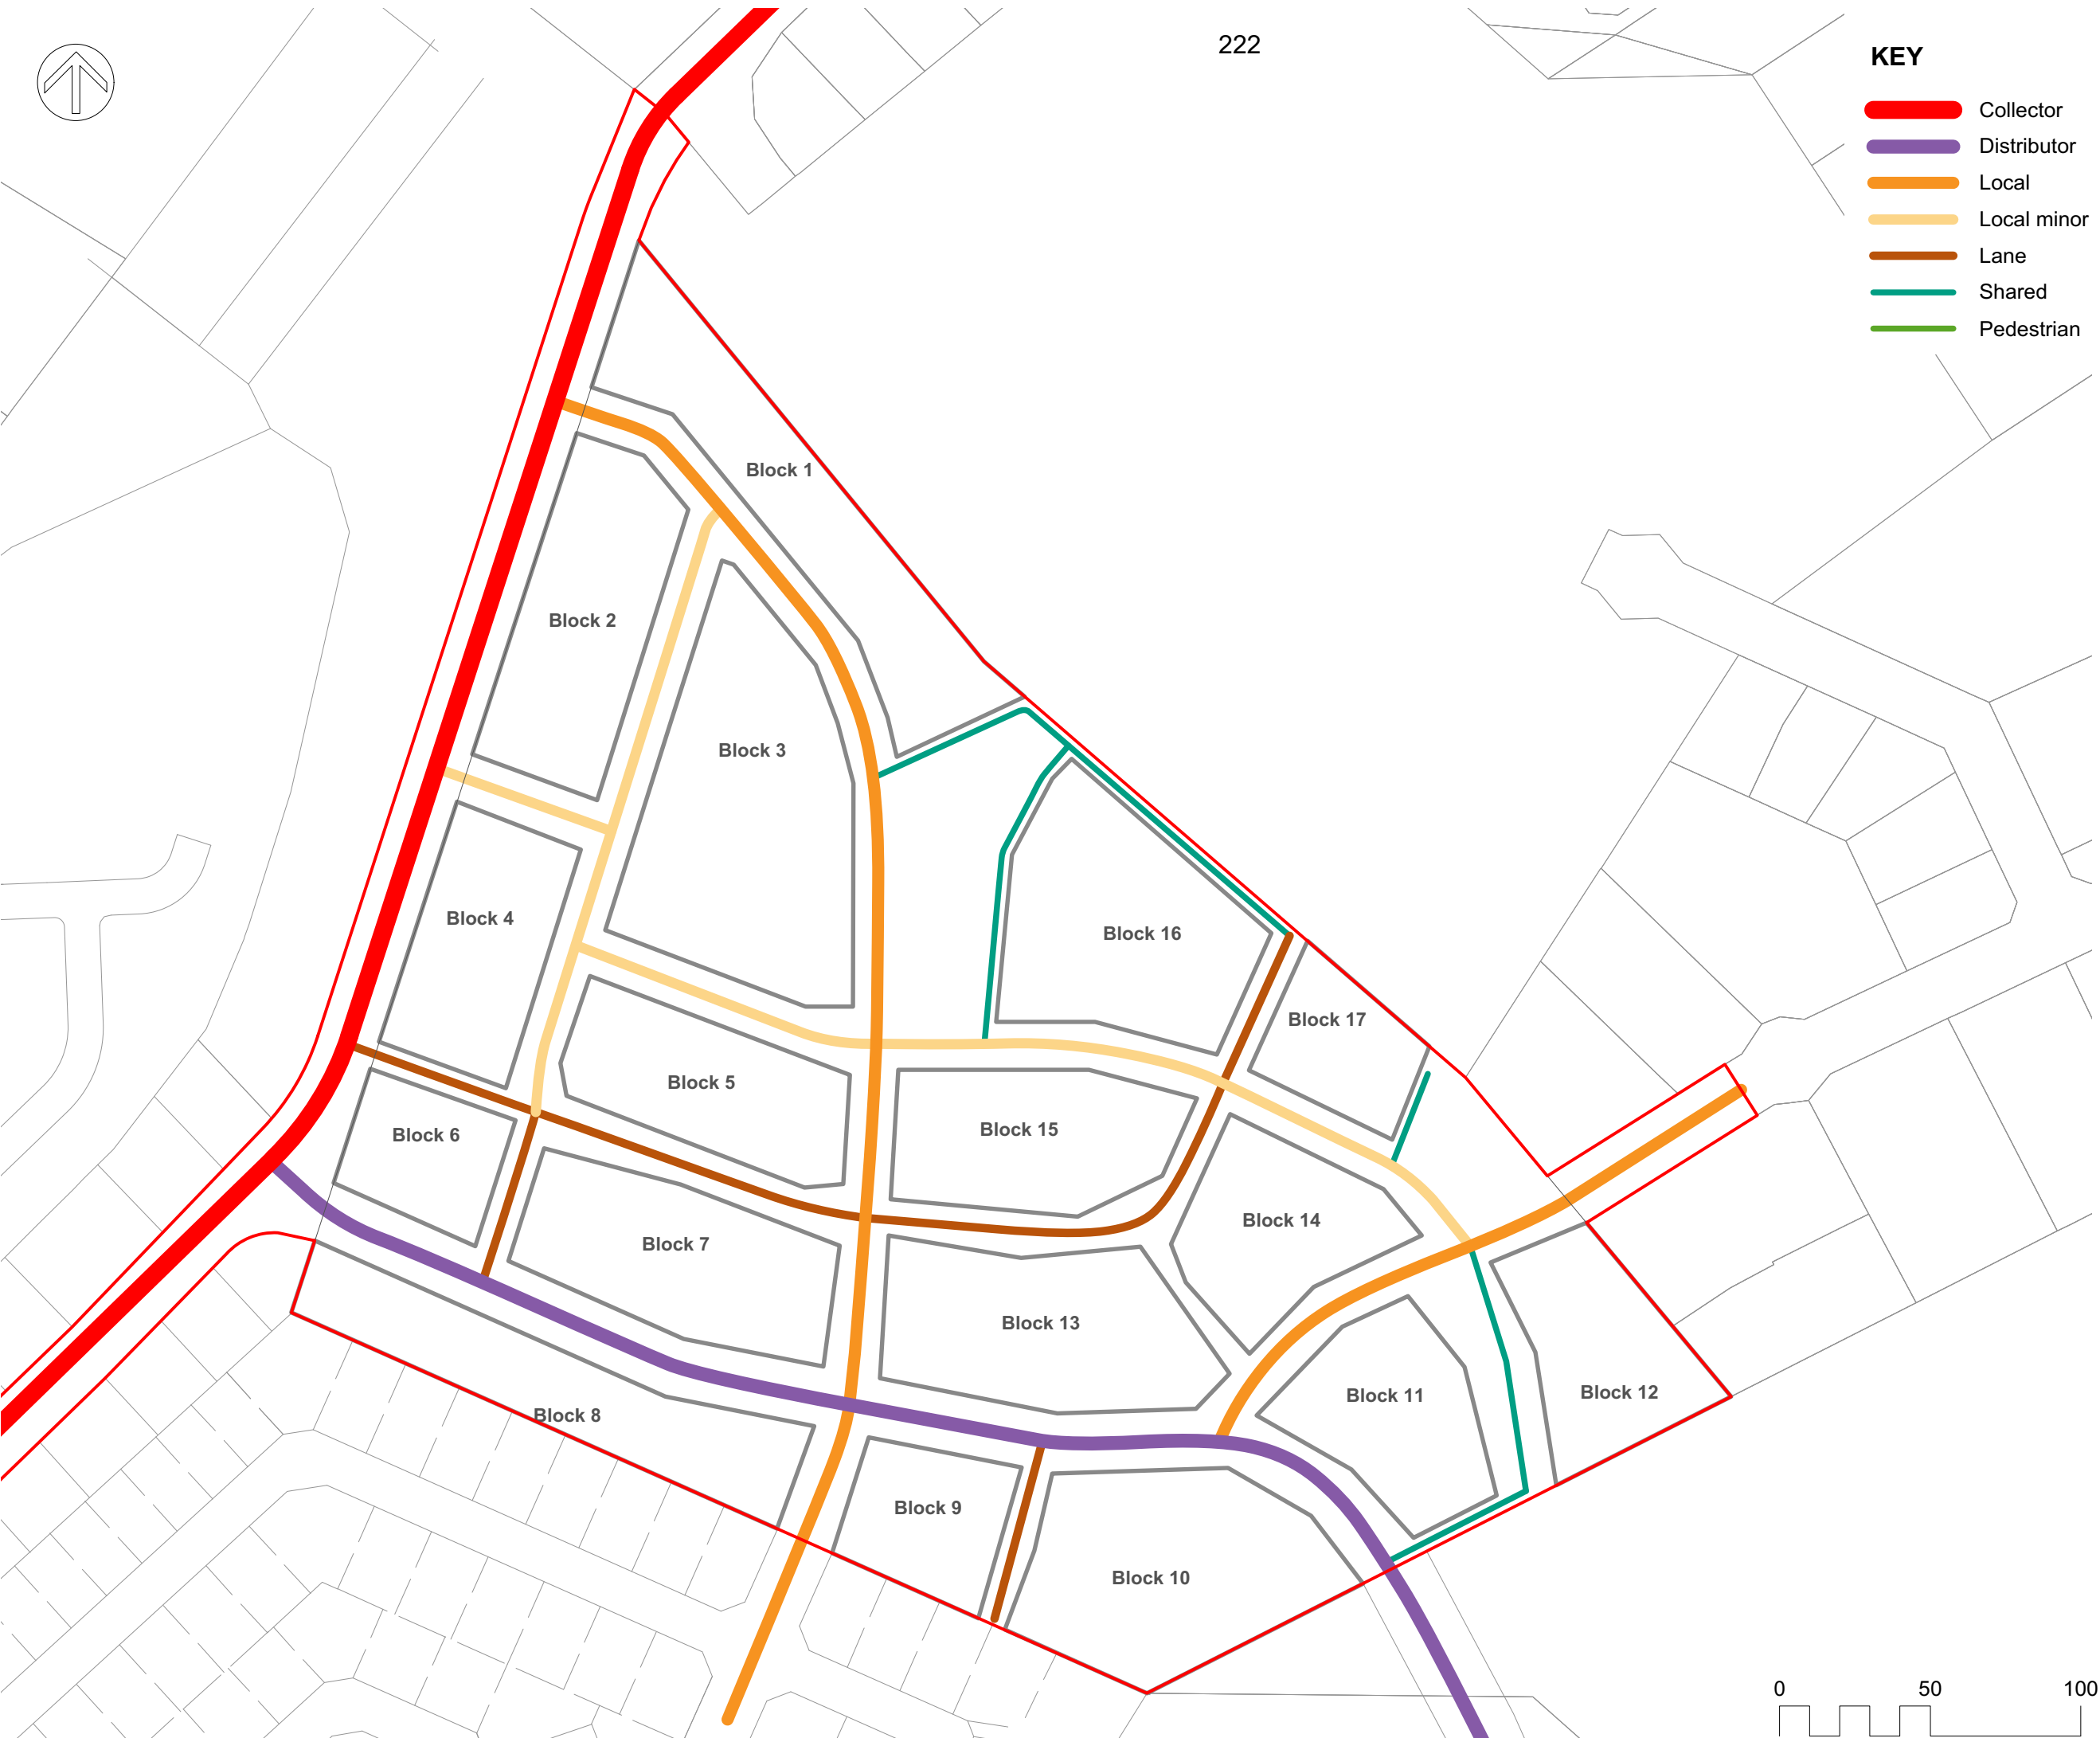 222
KEY
Collector
Distributor
Local
Local minor
Lane
Shared
Pedestrian
Block 1
Block 2
Block 3
Block 4
Block 16
Block 17
Block 5
Block 15
Block 6
Block 14
Block 7
Block 13
Block 11
Block 12
Block 8
Block 9
Block 10
0 50 100